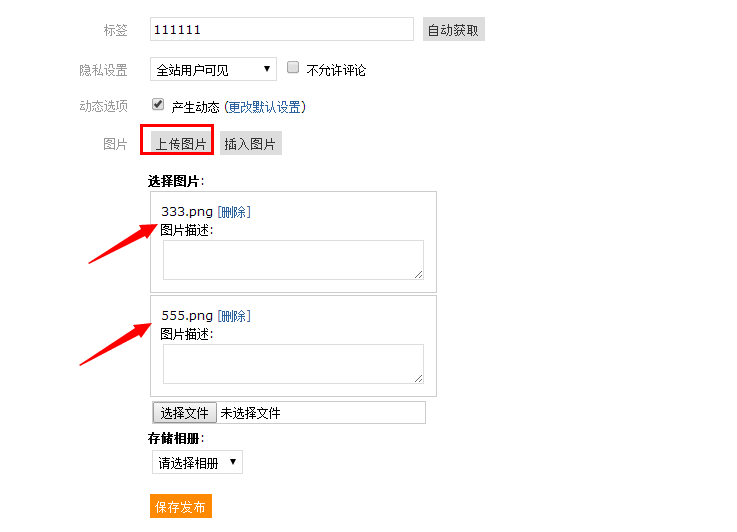 标签 111111 自动获取
隐私设置 全站用户可见 不允许评论
动态选项 产生动态 (更改默认设置)
图片 上传图片 插入图片
选择图片:
333.png [删除]
图片描述:
555.png [删除]
图片描述:
选择文件 未选择文件
存储相册:
请选择相册
保存发布